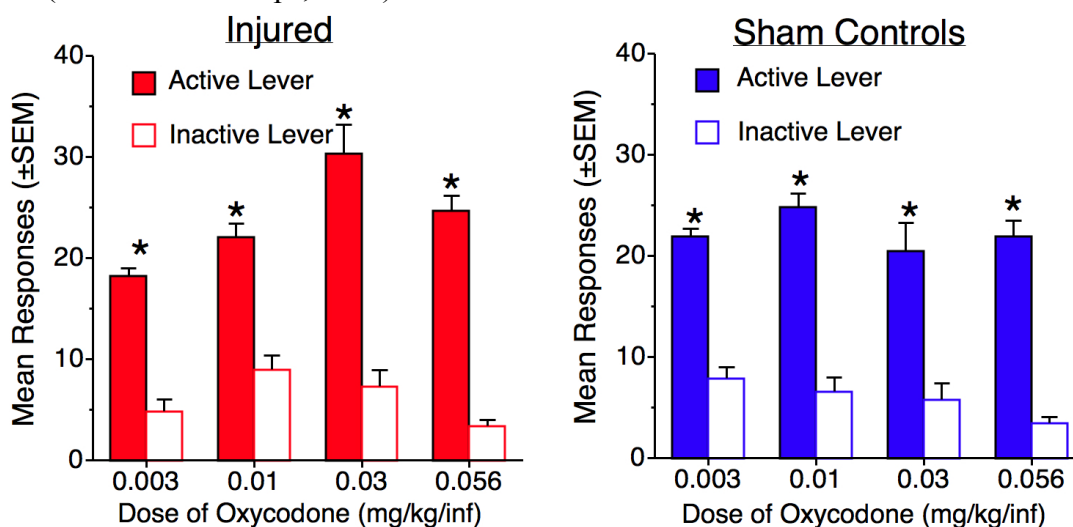 Injured
Active Lever
Inactive Lever
*
*
*
*
Mean Responses (±SEM)
40
30
20
10
0
0.003 0.01 0.03 0.056
Dose of Oxycodone (mg/kg/inf)
Sham Controls
Active Lever
Inactive Lever
*
*
*
*
Mean Responses (±SEM)
40
30
20
10
0
0.003 0.01 0.03 0.056
Dose of Oxycodone (mg/kg/inf)